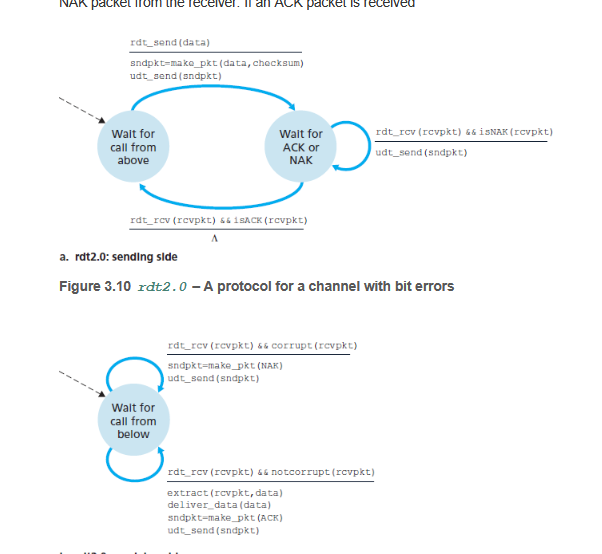 NAK packet from the receiver. If an ACK packet is received
rdt_send(data)
sndpkt=make_pkt(data,checksum)
udt_send(sndpkt)
Wait for
call from
above
Wait for
ACK or
NAK
rdt_rcv(rcvpkt) && isNAK(rcvpkt)
udt_send(sndpkt)
rdt_rcv(rcvpkt) && isACK(rcvpkt)
Λ
a. rdt2.0: sending side
Figure 3.10 rdt2.0 – A protocol for a channel with bit errors
rdt_rcv(rcvpkt) && corrupt(rcvpkt)
sndpkt=make_pkt(NAK)
udt_send(sndpkt)
Wait for
call from
below
rdt_rcv(rcvpkt) && notcorrupt(rcvpkt)
extract(rcvpkt,data)
deliver_data(data)
sndpkt=make_pkt(ACK)
udt_send(sndpkt)